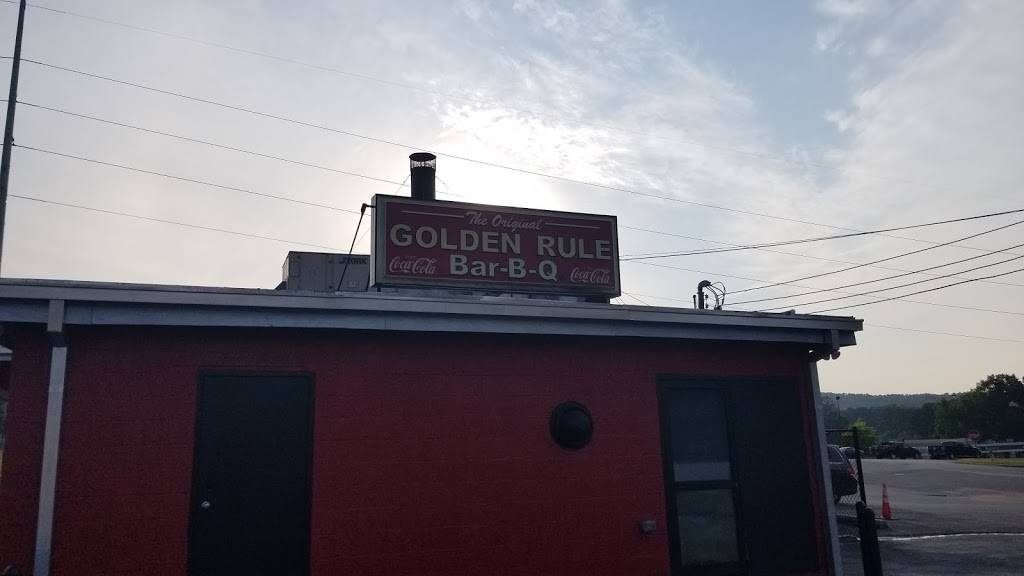 The Original
GOLDEN RULE
Coca-Cola Bar-B-Q Coca-Cola